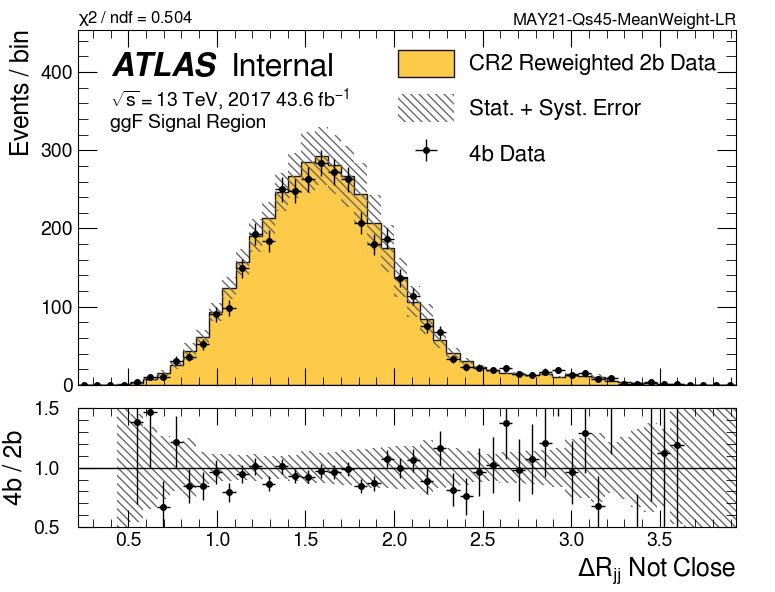 χ2 / ndf = 0.504
MAY21-Qs45-MeanWeight-LR
ATLAS Internal
√s = 13 TeV, 2017 43.6 fb⁻¹
ggF Signal Region
CR2 Reweighted 2b Data
Stat. + Syst. Error
4b Data
Events / bin
400
300
200
100
0
4b / 2b
1.5
1.0
0.5
0.5 1.0 1.5 2.0 2.5 3.0 3.5
ΔRjj Not Close